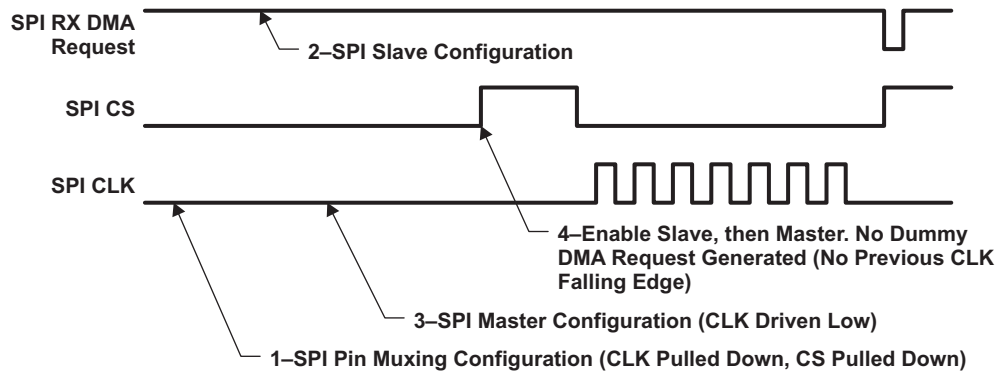 SPI RX DMA
Request
2–SPI Slave Configuration
SPI CS
SPI CLK
4–Enable Slave, then Master. No Dummy
DMA Request Generated (No Previous CLK
Falling Edge)
3–SPI Master Configuration (CLK Driven Low)
1–SPI Pin Muxing Configuration (CLK Pulled Down, CS Pulled Down)